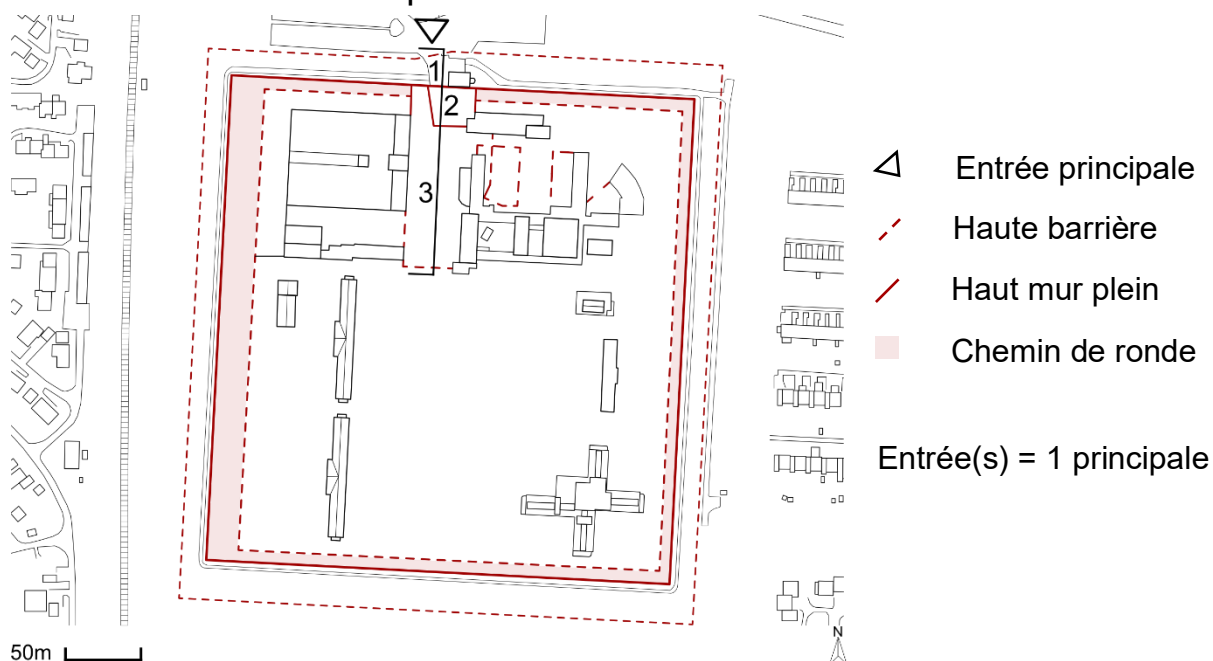 1
2
3
Entrée principale
Haute barrière
Haut mur plein
Chemin de ronde
Entrée(s) = 1 principale
50m
N